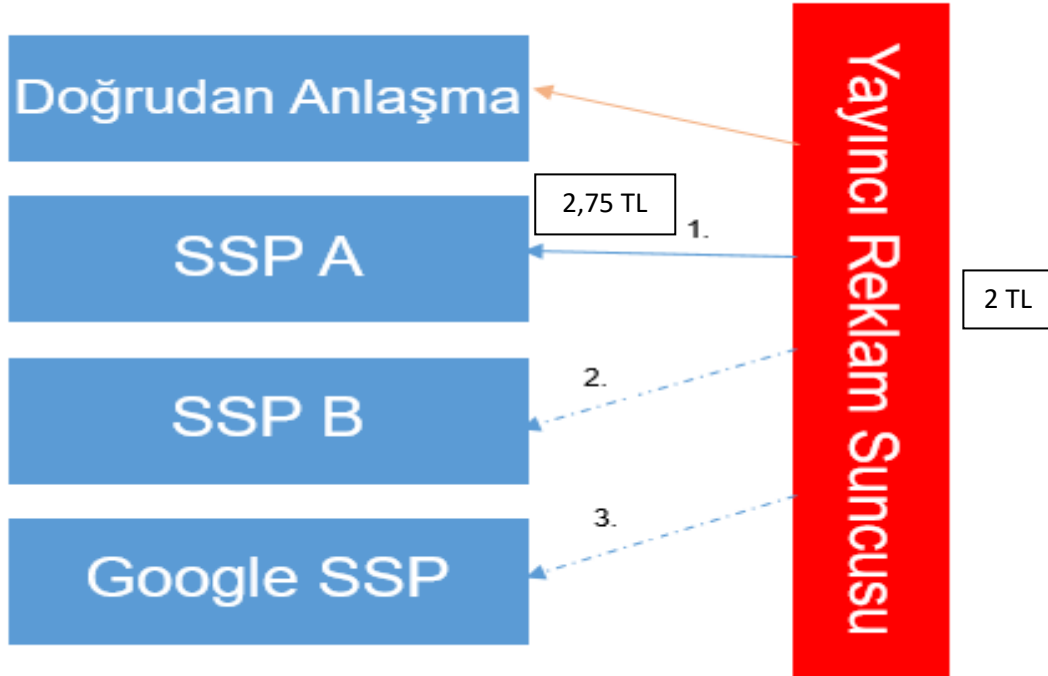 Doğrudan Anlaşma
2,75 TL
1.
SSP A
2 TL
2.
SSP B
3.
Google SSP
Yayıncı Reklam Suncusu